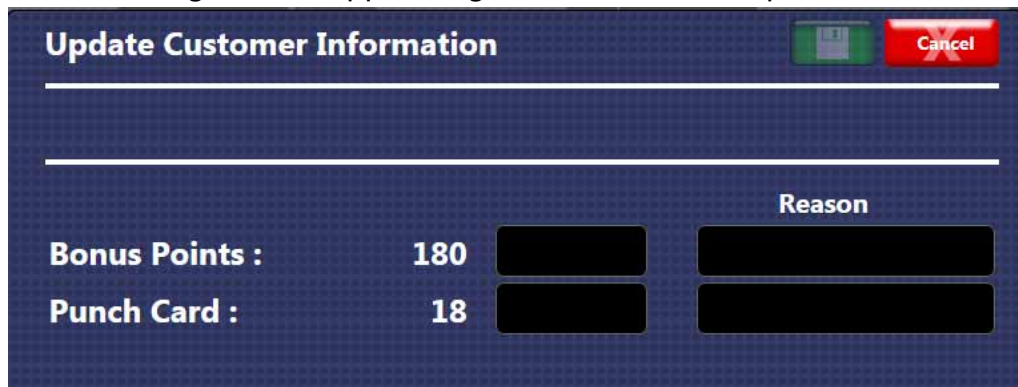 Update Customer Information
Cancel
Reason
Bonus Points : 180
Punch Card : 18